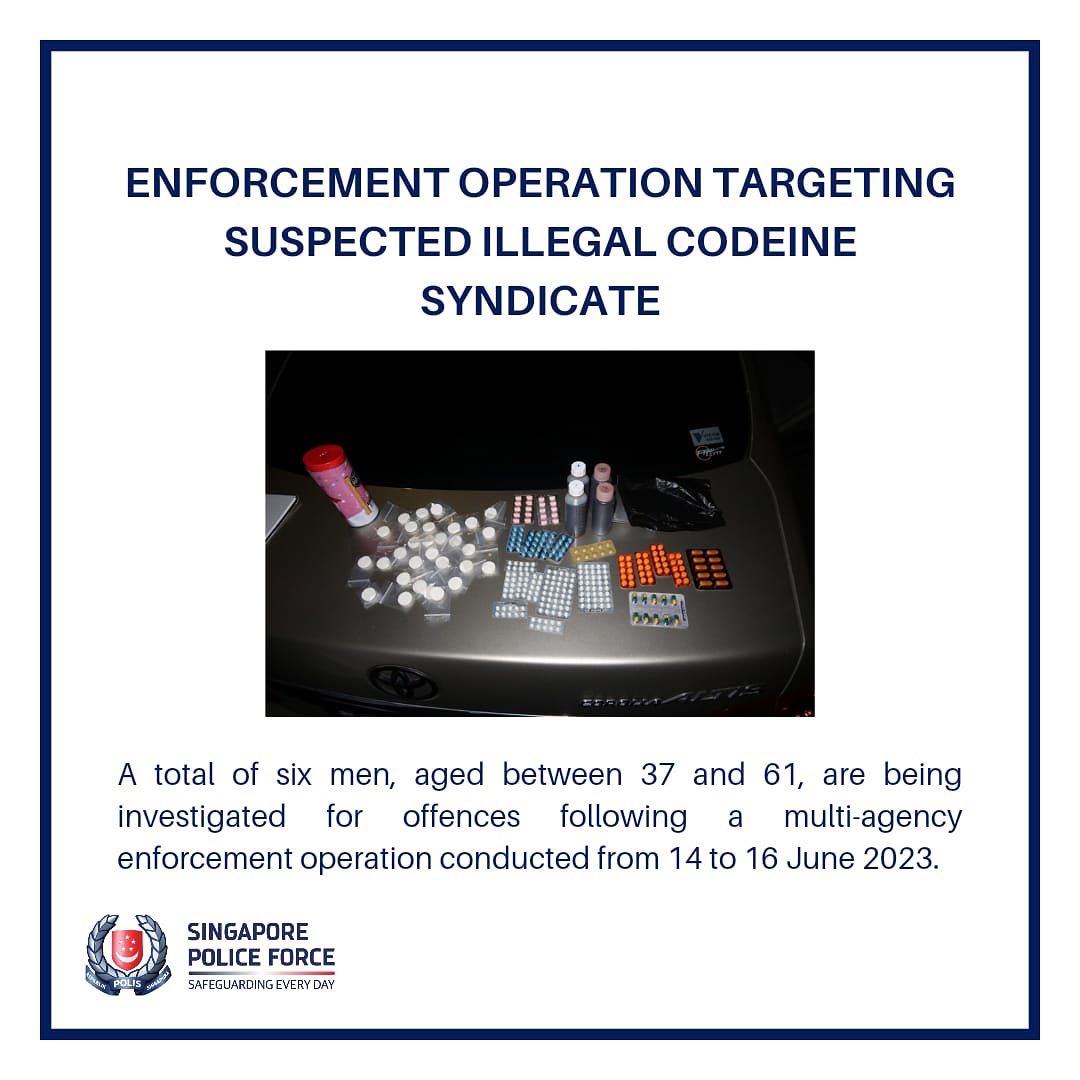 ENFORCEMENT OPERATION TARGETING
SUSPECTED ILLEGAL CODEINE
SYNDICATE
COROLLA ALTIS
A total of six men, aged between 37 and 61, are being
investigated for offences following a multi-agency
enforcement operation conducted from 14 to 16 June 2023.
SINGAPORE
POLICE FORCE
SAFEGUARDING EVERY DAY
POLIS